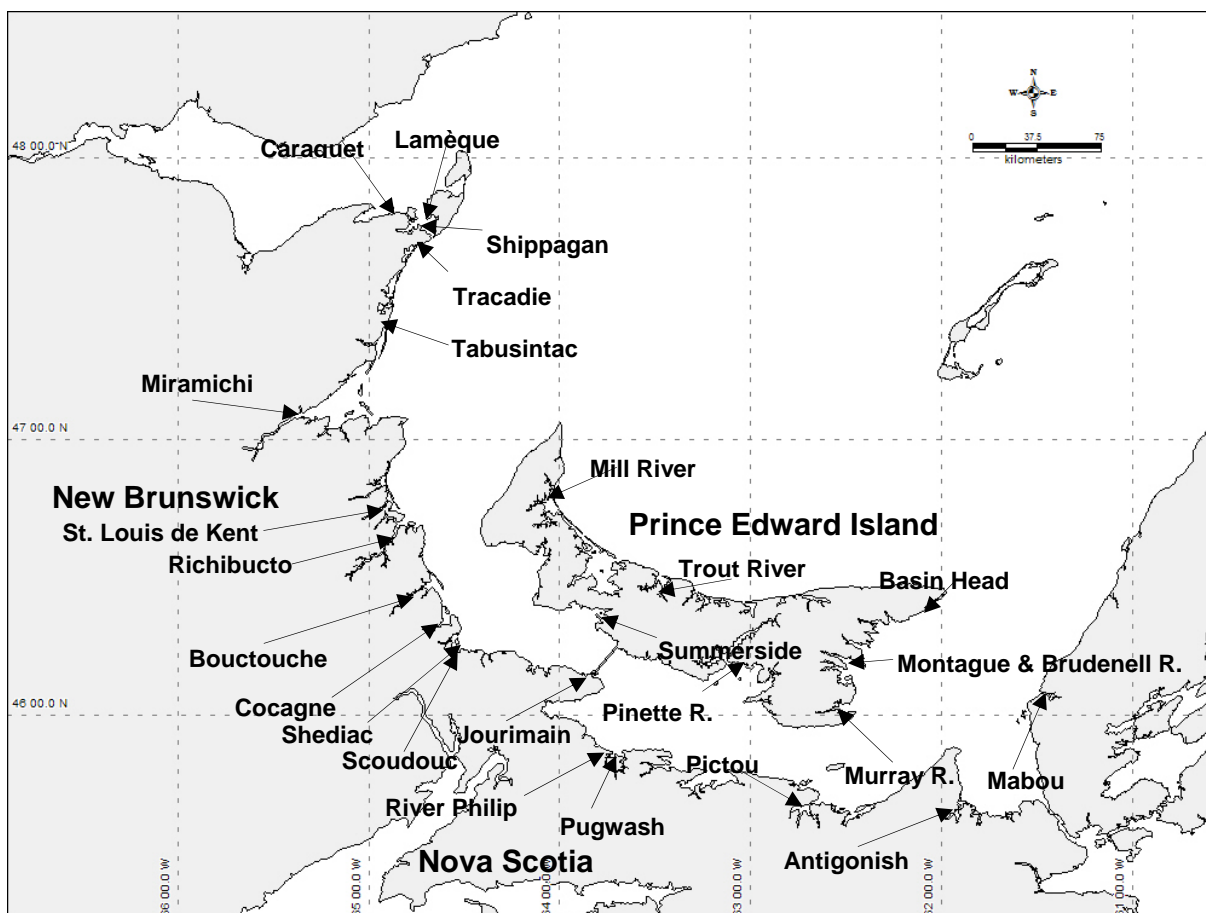 N
W E
S
0 37.5 75
kilometers
48 00.0 N
Caraquet
Lamèque
Shippagan
Tracadie
Tabusintac
Miramichi
47 00.0 N
Mill River
New Brunswick
St. Louis de Kent
Prince Edward Island
Richibucto
Trout River
Basin Head
Bouctouche
Summerside
Montague & Brudenell R.
Cocagne
46 00.0 N
Pinette R.
Shediac
Jourimain
Scoudouc
Pictou
Murray R.
Mabou
River Philip
Pugwash
Nova Scotia
Antigonish
66 00.0 W
65 00.0 W
64 00.0 W
63 00.0 W
62 00.0 W
61 00.0 W